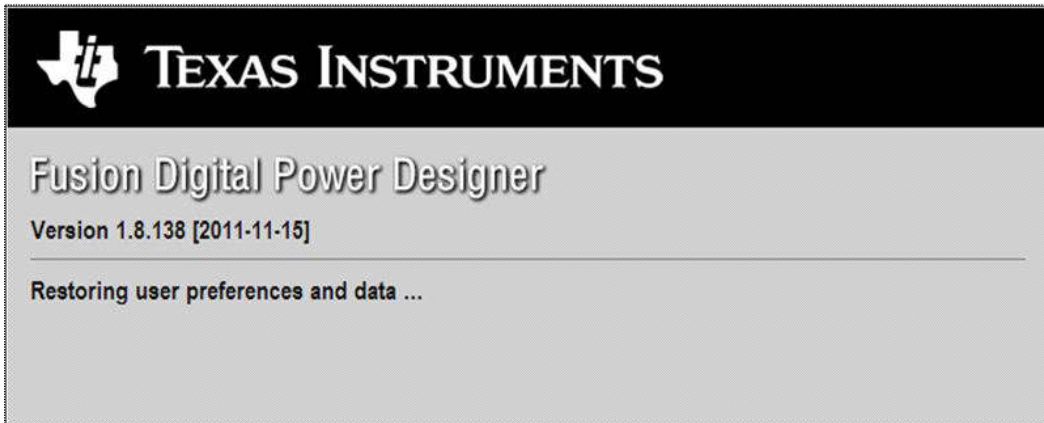 TEXAS INSTRUMENTS
Fusion Digital Power Designer
Version 1.8.138 [2011-11-15]
Restoring user preferences and data ...